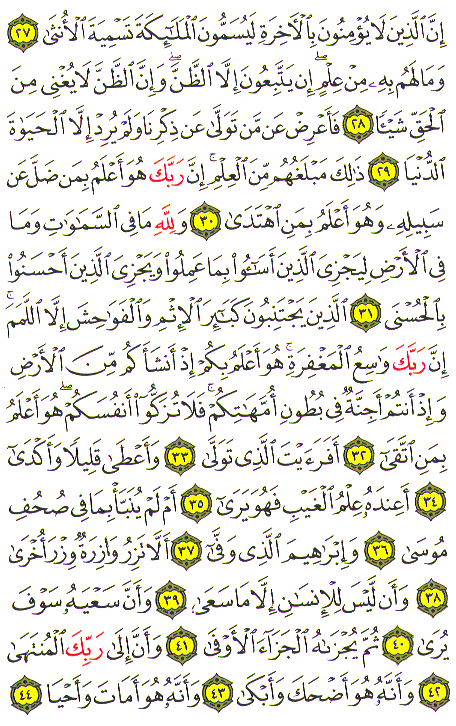 إِنَّ ٱلَّذِينَ لَا يُؤْمِنُونَ بِٱلْأَخِرَةِ لَيُسَمُّونَ ٱلْمَلَٰٓئِكَةَ تَسْمِيَةَ ٱلْأُنثَىٰ ٢٧
وَمَا لَهُم بِهِۦ مِنْ عِلْمٍ ۖ إِن يَتَّبِعُونَ إِلَّا ٱلظَّنَّ ۖ وَإِنَّ ٱلظَّنَّ لَا يُغْنِى مِنَ
ٱلْحَقِّ شَيْـًٔا ٢٨ فَأَعْرِضْ عَن مَّن تَوَلَّىٰ عَن ذِكْرِنَا وَلَمْ يُرِدْ إِلَّا ٱلْحَيَوٰةَ
ٱلدُّنْيَا ٢٩ ذَٰلِكَ مَبْلَغُهُم مِّنَ ٱلْعِلْمِ ۚ إِنَّ رَبَّكَ هُوَ أَعْلَمُ بِمَن ضَلَّ عَن
سَبِيلِهِۦ وَهُوَ أَعْلَمُ بِمَنِ ٱهْتَدَىٰ ٣٠ وَلِلَّهِ مَا فِى ٱلسَّمَٰوَٰتِ وَمَا
فِى ٱلْأَرْضِ لِيَجْزِىَ ٱلَّذِينَ أَسَٰٓـُٔوا۟ بِمَا عَمِلُوا۟ وَيَجْزِىَ ٱلَّذِينَ أَحْسَنُوا۟
بِٱلْحُسْنَى ٣١ ٱلَّذِينَ يَجْتَنِبُونَ كَبَٰٓئِرَ ٱلْإِثْمِ وَٱلْفَوَٰحِشَ إِلَّا ٱللَّمَمَ ۚ
إِنَّ رَبَّكَ وَٰسِعُ ٱلْمَغْفِرَةِ ۚ هُوَ أَعْلَمُ بِكُمْ إِذْ أَنشَأَكُم مِّنَ ٱلْأَرْضِ
وَإِذْ أَنتُمْ أَجِنَّةٌ فِى بُطُونِ أُمَّهَٰتِكُمْ ۖ فَلَا تُزَكُّوٓا۟ أَنفُسَكُمْ ۖ هُوَ أَعْلَمُ
بِمَنِ ٱتَّقَىٰٓ ٣٢ أَفَرَءَيْتَ ٱلَّذِى تَوَلَّىٰ ٣٣ وَأَعْطَىٰ قَلِيلًا وَأَكْدَىٰٓ
٣٤ أَعِندَهُۥ عِلْمُ ٱلْغَيْبِ فَهُوَ يَرَىٰٓ ٣٥ أَمْ لَمْ يُنَبَّأْ بِمَا فِى صُحُفِ
مُوسَىٰ ٣٦ وَإِبْرَٰهِيمَ ٱلَّذِى وَفَّىٰٓ ٣٧ أَلَّا تَزِرُ وَازِرَةٌ وِزْرَ أُخْرَىٰ
٣٨ وَأَن لَّيْسَ لِلْإِنسَٰنِ إِلَّا مَا سَعَىٰ ٣٩ وَأَنَّ سَعْيَهُۥ سَوْفَ
يُرَىٰ ٤٠ ثُمَّ يُجْزَىٰهُ ٱلْجَزَآءَ ٱلْأَوْفَىٰ ٤١ وَأَنَّ إِلَىٰ رَبِّكَ ٱلْمُنتَهَىٰ
٤٢ وَأَنَّهُۥ هُوَ أَضْحَكَ وَأَبْكَىٰ ٤٣ وَأَنَّهُۥ هُوَ أَمَاتَ وَأَحْيَا ٤٤